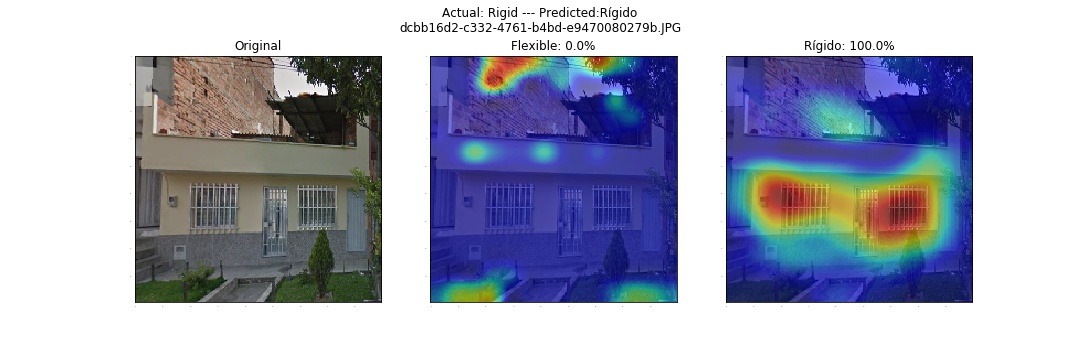 Actual: Rigid --- Predicted:Rígido
dcbb16d2-c332-4761-b4bd-e9470080279b.JPG
Original
Flexible: 0.0%
Rígido: 100.0%